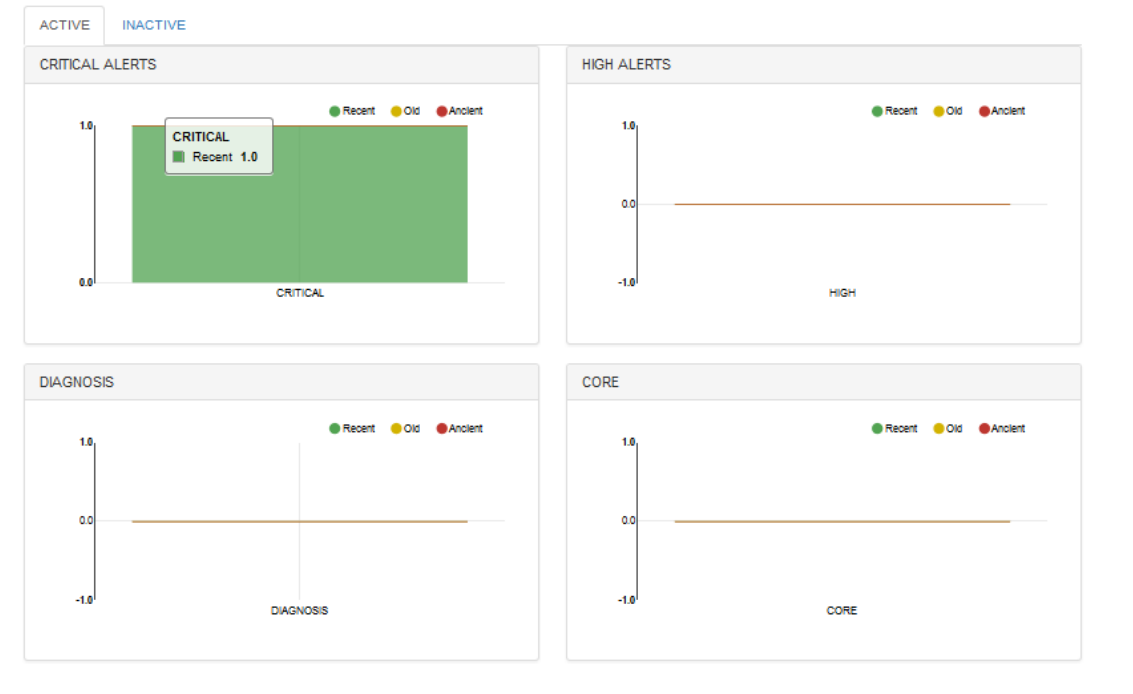 ACTIVE INACTIVE
CRITICAL ALERTS
Recent Old Ancient
1.0
CRITICAL
Recent 1.0
0.0
CRITICAL
HIGH ALERTS
Recent Old Ancient
1.0
0.0
-1.0
HIGH
DIAGNOSIS
Recent Old Ancient
1.0
0.0
-1.0
DIAGNOSIS
CORE
Recent Old Ancient
1.0
0.0
-1.0
CORE